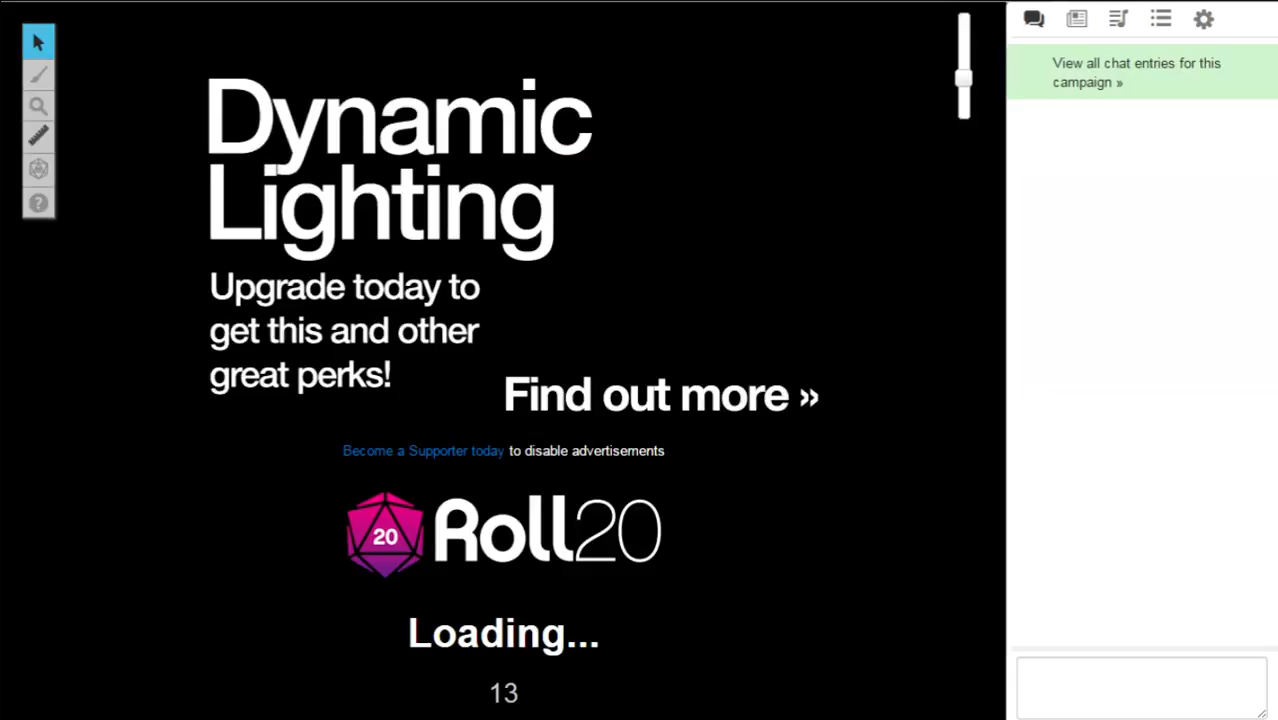 Dynamic
Lighting
Upgrade today to
get this and other
great perks!
Find out more »
Become a Supporter today to disable advertisements
20
Roll20
Loading...
13
View all chat entries for this
campaign »
?